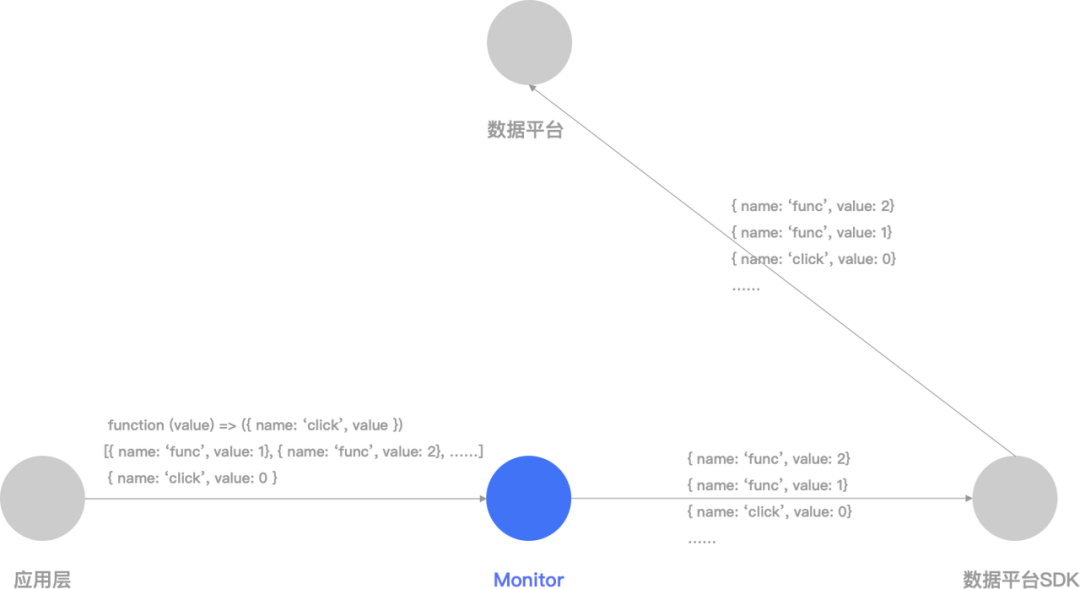 数据平台
{ name: ‘func’, value: 2}
{ name: ‘func’, value: 1}
{ name: ‘click’, value: 0}
……
function (value) => ({ name: ‘click’, value })
[{ name: ‘func’, value: 1}, { name: ‘func’, value: 2}, ……]
{ name: ‘click’, value: 0 }
{ name: ‘func’, value: 2}
{ name: ‘func’, value: 1}
{ name: ‘click’, value: 0}
……
应用层
Monitor
数据平台SDK